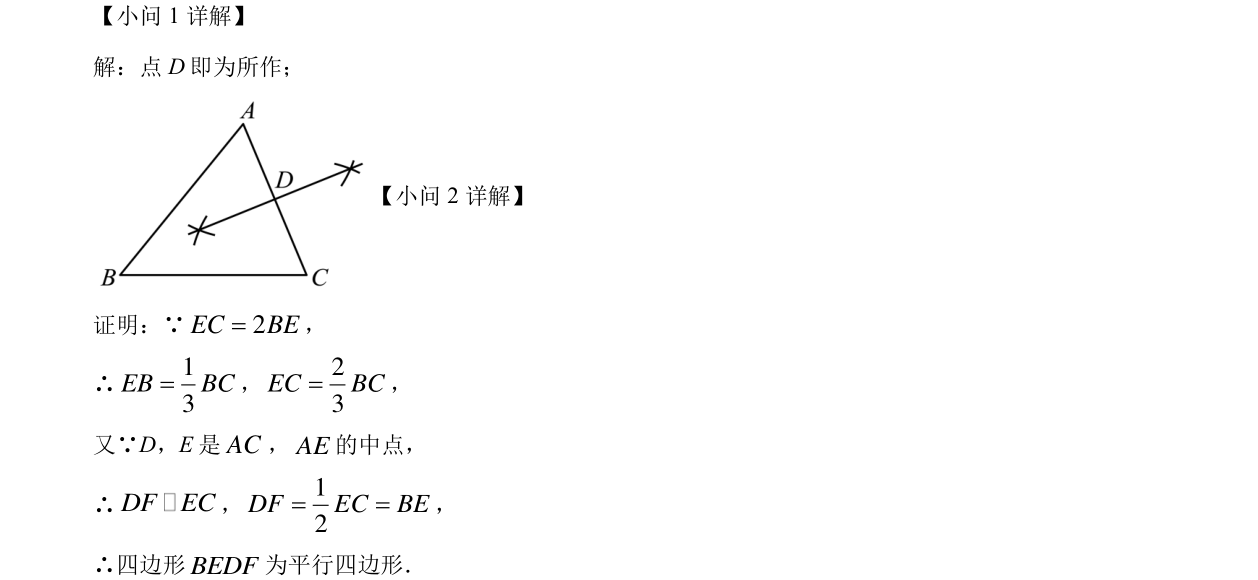 【小问 1 详解】
解：点 D 即为所作；
A
D
B
C
【小问 2 详解】
证明：∵ EC = 2BE，
∴ EB = 1/3 BC， EC = 2/3 BC，
又∵D，E 是 AC， AE 的中点，
∴ DF □ EC， DF = 1/2 EC = BE，
∴四边形 BEDF 为平行四边形．